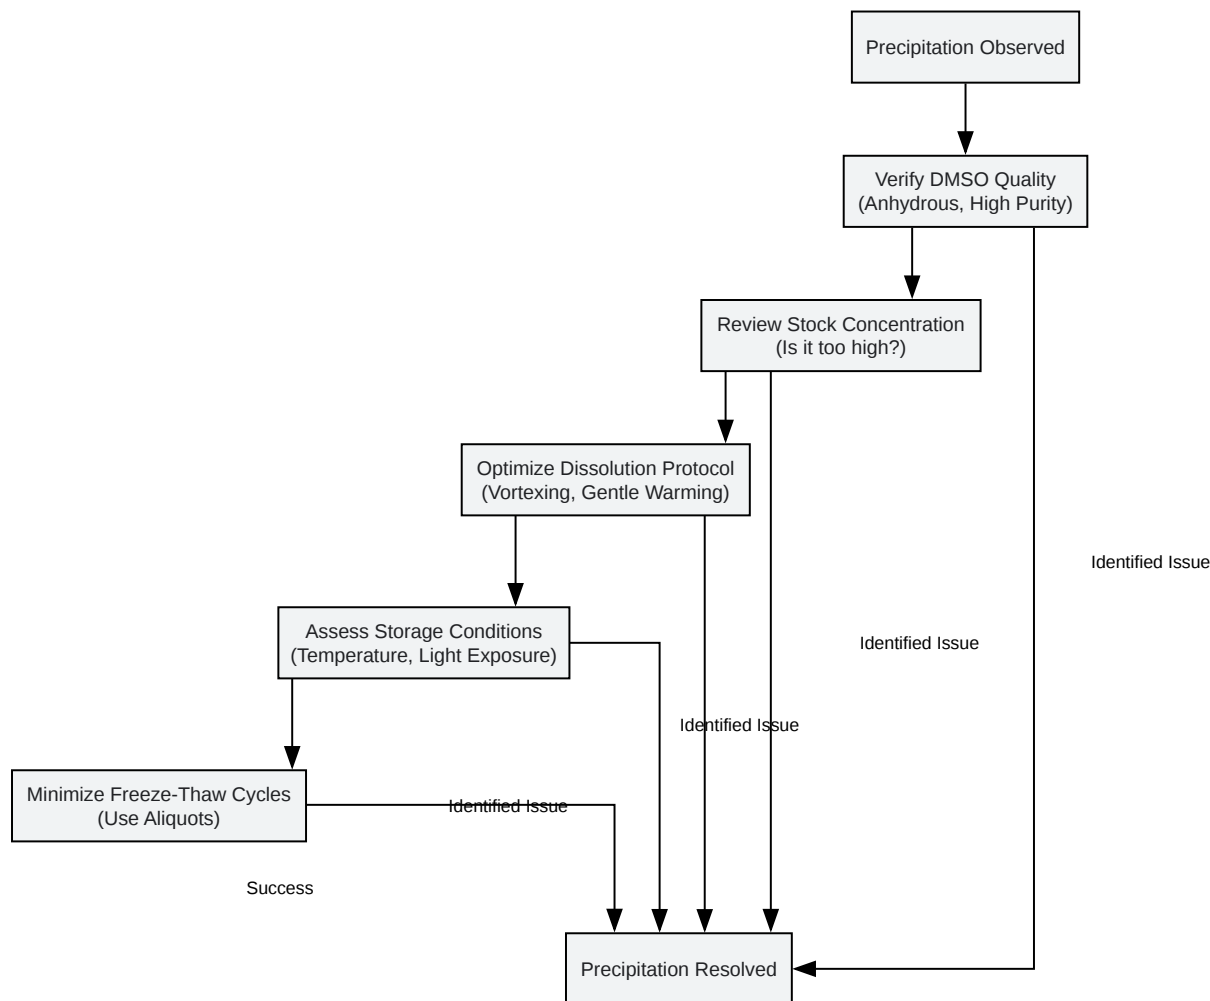 Precipitation Observed
Verify DMSO Quality
(Anhydrous, High Purity)
Review Stock Concentration
(Is it too high?)
Optimize Dissolution Protocol
(Vortexing, Gentle Warming)
Identified Issue
Assess Storage Conditions
(Temperature, Light Exposure)
Identified Issue
Identified Issue
Minimize Freeze-Thaw Cycles
(Use Aliquots)
Identified Issue
Success
Precipitation Resolved